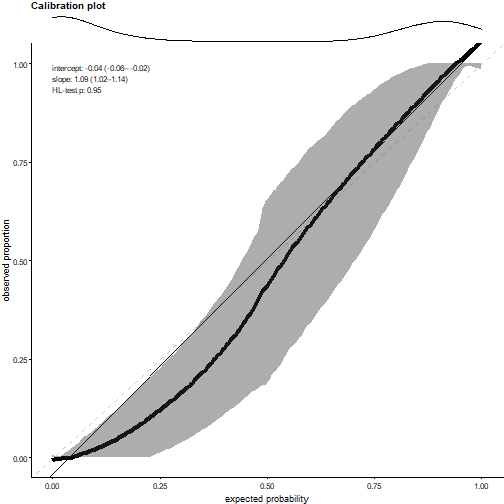 Calibration plot
intercept: -0.04 (-0.06– -0.02)
slope: 1.09 (1.02–1.14)
HL-test p: 0.95
1.00
0.75
0.50
0.25
0.00
observed proportion
0.00 0.25 0.50 0.75 1.00
expected probability